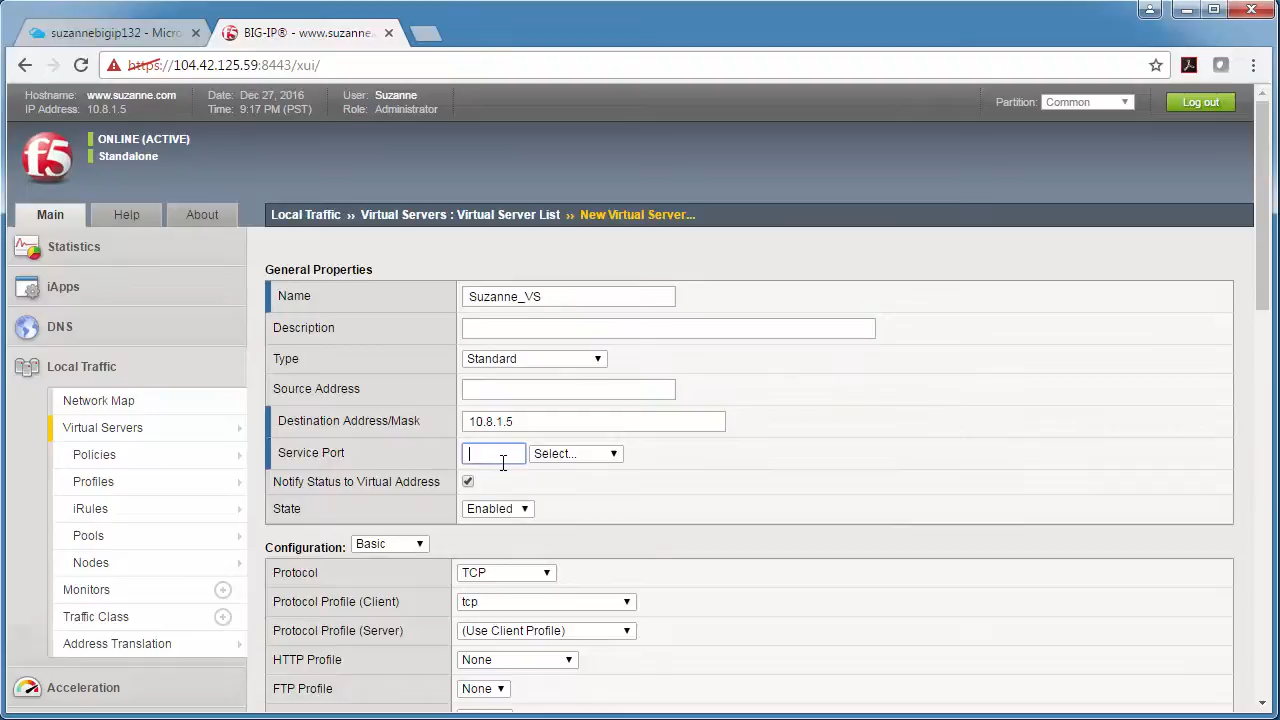 suzannebigip132 - Micro
BIG-IP® - www.suzanne.
https://104.42.125.59:8443/xui/
Hostname: www.suzanne.com Date: Dec 27, 2016 User: Suzanne
IP Address: 10.8.1.5 Time: 9:17 PM (PST) Role: Administrator
Partition: Common
Log out
f5
ONLINE (ACTIVE)
Standalone
Main
Help
About
Local Traffic ›› Virtual Servers : Virtual Server List ›› New Virtual Server...
Statistics
iApps
DNS
Local Traffic
Network Map
Virtual Servers
Policies
Profiles
iRules
Pools
Nodes
Monitors
Traffic Class
Address Translation
Acceleration
General Properties
Name Suzanne_VS
Description
Type Standard
Source Address
Destination Address/Mask 10.8.1.5
Service Port Select...
Notify Status to Virtual Address
State Enabled
Configuration: Basic
Protocol TCP
Protocol Profile (Client) tcp
Protocol Profile (Server) (Use Client Profile)
HTTP Profile None
FTP Profile None